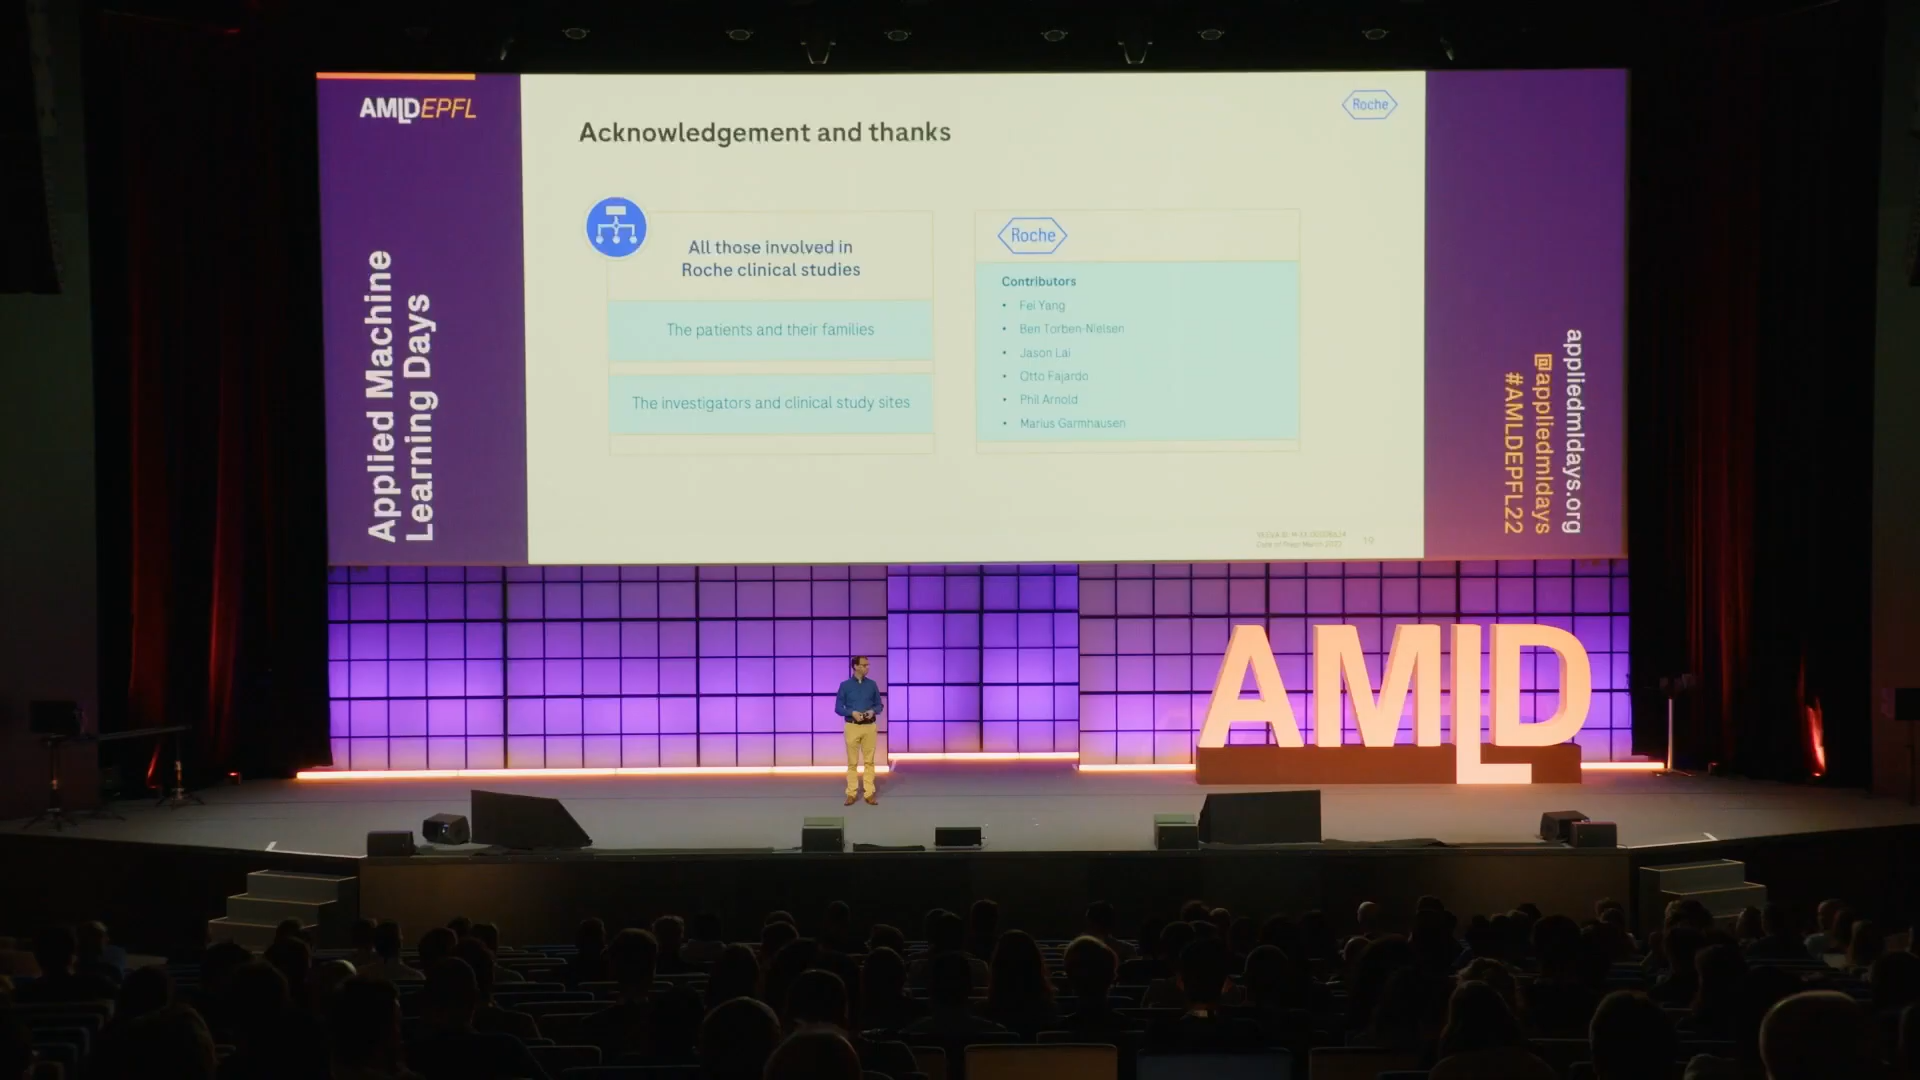 AMLDEPFL
Applied Machine
Learning Days
Roche
Acknowledgement and thanks
All those involved in
Roche clinical studies
The patients and their families
The investigators and clinical study sites
Roche
Contributors
• Fei Yang
• Ben Torben-Nielsen
• Jason Lai
• Otto Fajardo
• Phil Arnold
• Marius Garmhausen
19
appliedmldays.org
@appliedmldays
#AMLDEPFL22
AMLD